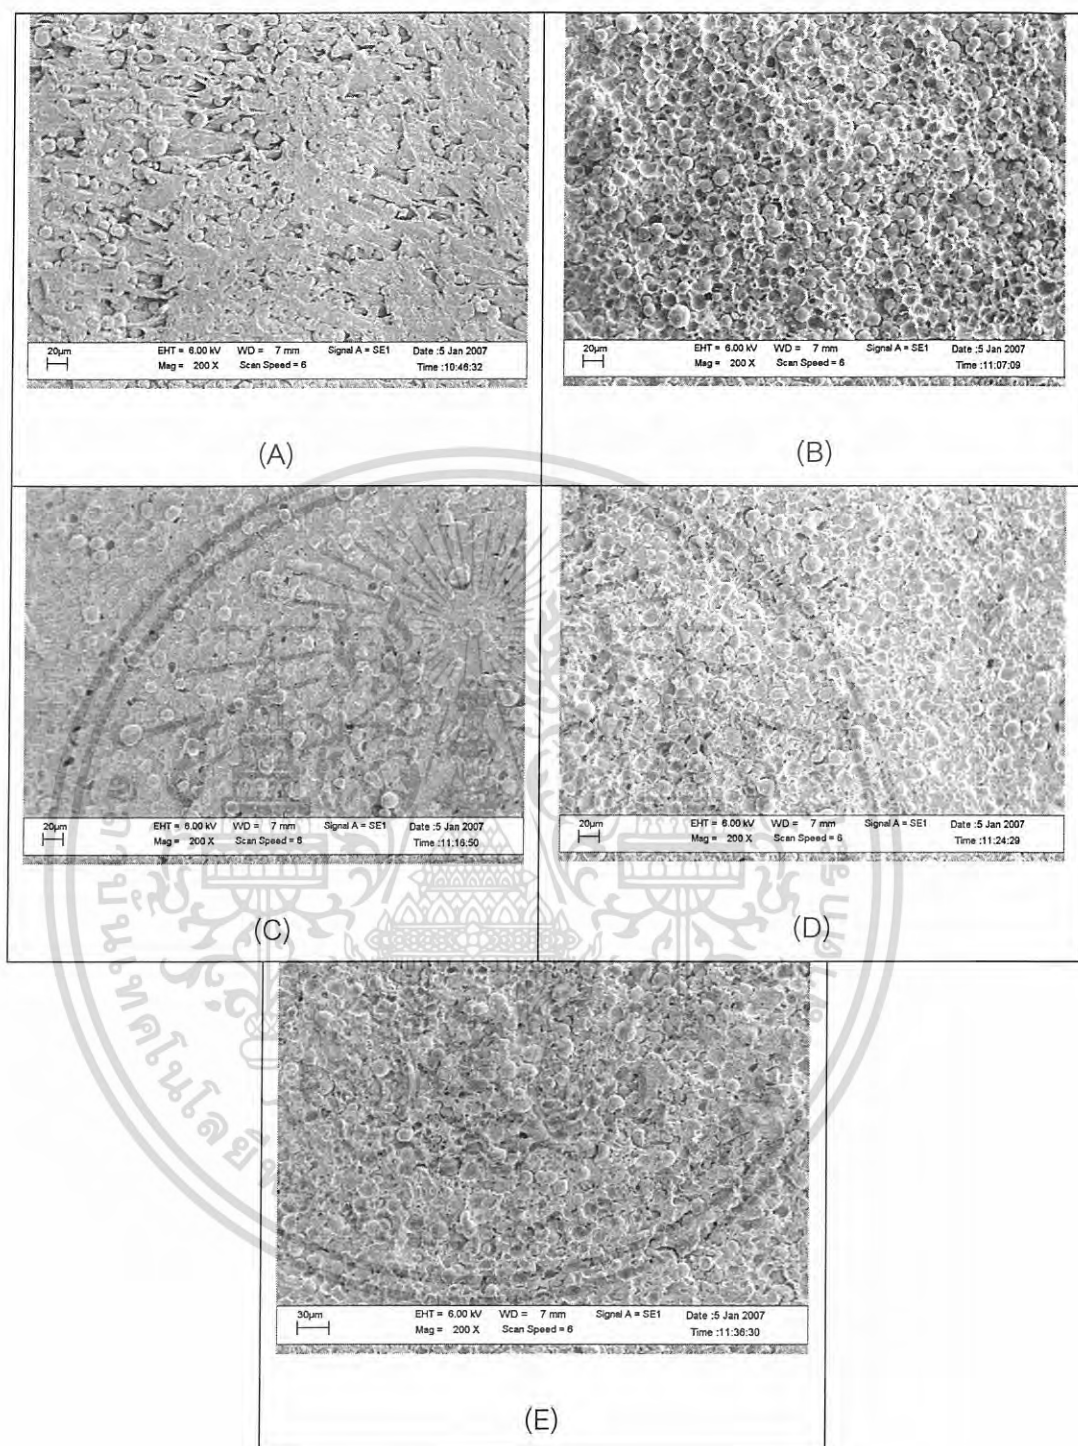 20µm EHT = 6.00 kV WD = 7 mm Signal A = SE1 Date :5 Jan 2007
Mag = 200 X Scan Speed = 6 Time :10:46:32
(A)
20µm EHT = 6.00 kV WD = 7 mm Signal A = SE1 Date :5 Jan 2007
Mag = 200 X Scan Speed = 6 Time :11:07:09
(B)
20µm EHT = 6.00 kV WD = 7 mm Signal A = SE1 Date :5 Jan 2007
Mag = 200 X Scan Speed = 6 Time :11:16:50
(C)
20µm EHT = 6.00 kV WD = 7 mm Signal A = SE1 Date :5 Jan 2007
Mag = 200 X Scan Speed = 6 Time :11:24:29
(D)
30µm EHT = 6.00 kV WD = 7 mm Signal A = SE1 Date :5 Jan 2007
Mag = 200 X Scan Speed = 6 Time :11:36:30
(E)